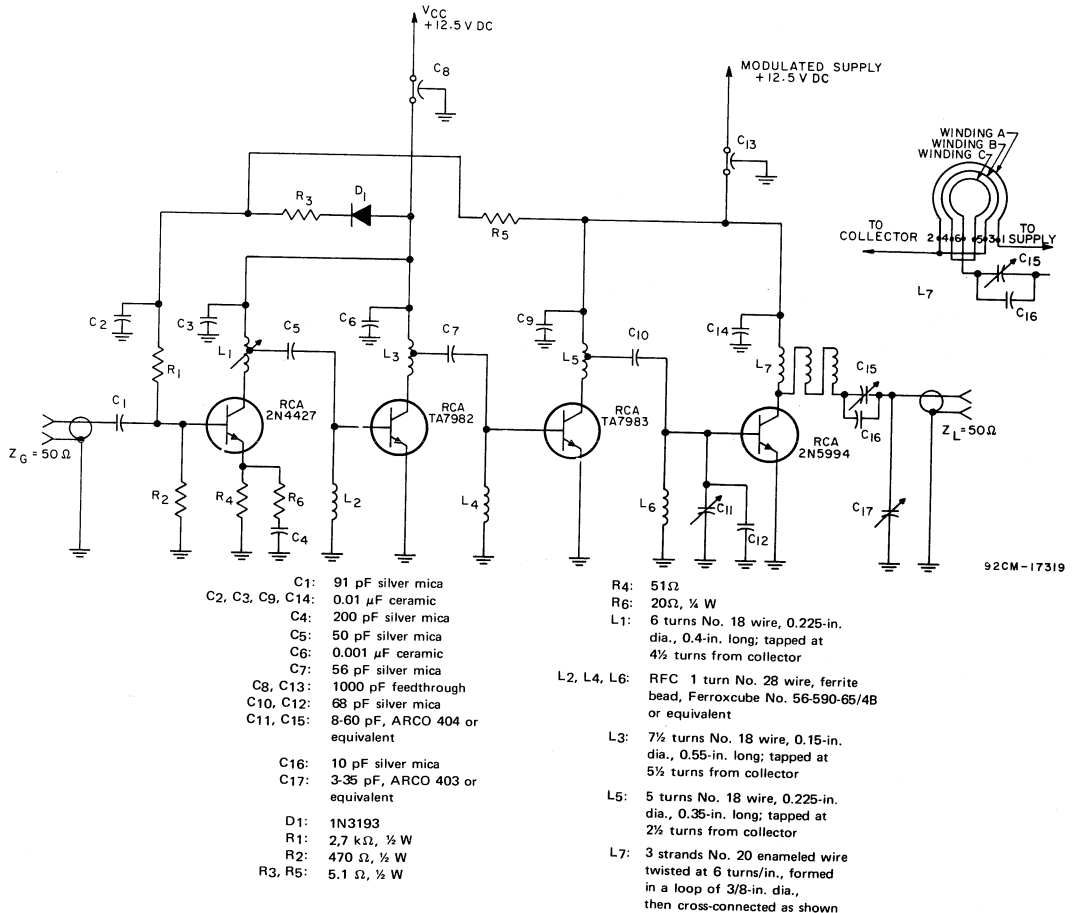 VCC
+12.5 V DC
C8
MODULATED SUPPLY
+12.5 V DC
C13
WINDING A
WINDING B
WINDING C
TO COLLECTOR
2 4 6 5 3 1
TO SUPPLY
C15
C16
L7
R3
D1
R5
C2
C3
C5
C6
C7
C9
C10
C14
L1
L3
L5
L7
C15
C16
R1
C1
RCA
2N4427
RCA
TA7982
RCA
TA7983
RCA
2N5994
ZG = 50 Ω
ZL = 50 Ω
R2
R4
R6
C4
L2
L4
L6
C11
C12
C17
92CM-17319
C1: 91 pF silver mica
C2, C3, C9, C14: 0.01 μF ceramic
C4: 200 pF silver mica
C5: 50 pF silver mica
C6: 0.001 μF ceramic
C7: 56 pF silver mica
C8, C13: 1000 pF feedthrough
C10, C12: 68 pF silver mica
C11, C15: 8-60 pF, ARCO 404 or
equivalent
C16: 10 pF silver mica
C17: 3-35 pF, ARCO 403 or
equivalent
D1: 1N3193
R1: 2,7 kΩ, ½ W
R2: 470 Ω, ½ W
R3, R5: 5.1 Ω, ½ W
R4: 51Ω
R6: 20Ω, ¼ W
L1: 6 turns No. 18 wire, 0.225-in.
dia., 0.4-in. long; tapped at
4½ turns from collector
L2, L4, L6: RFC 1 turn No. 28 wire, ferrite
bead, Ferroxcube No. 56-590-65/4B
or equivalent
L3: 7½ turns No. 18 wire, 0.15-in.
dia., 0.55-in. long; tapped at
5½ turns from collector
L5: 5 turns No. 18 wire, 0.225-in.
dia., 0.35-in. long; tapped at
2½ turns from collector
L7: 3 strands No. 20 enameled wire
twisted at 6 turns/in., formed
in a loop of 3/8-in. dia.,
then cross-connected as shown